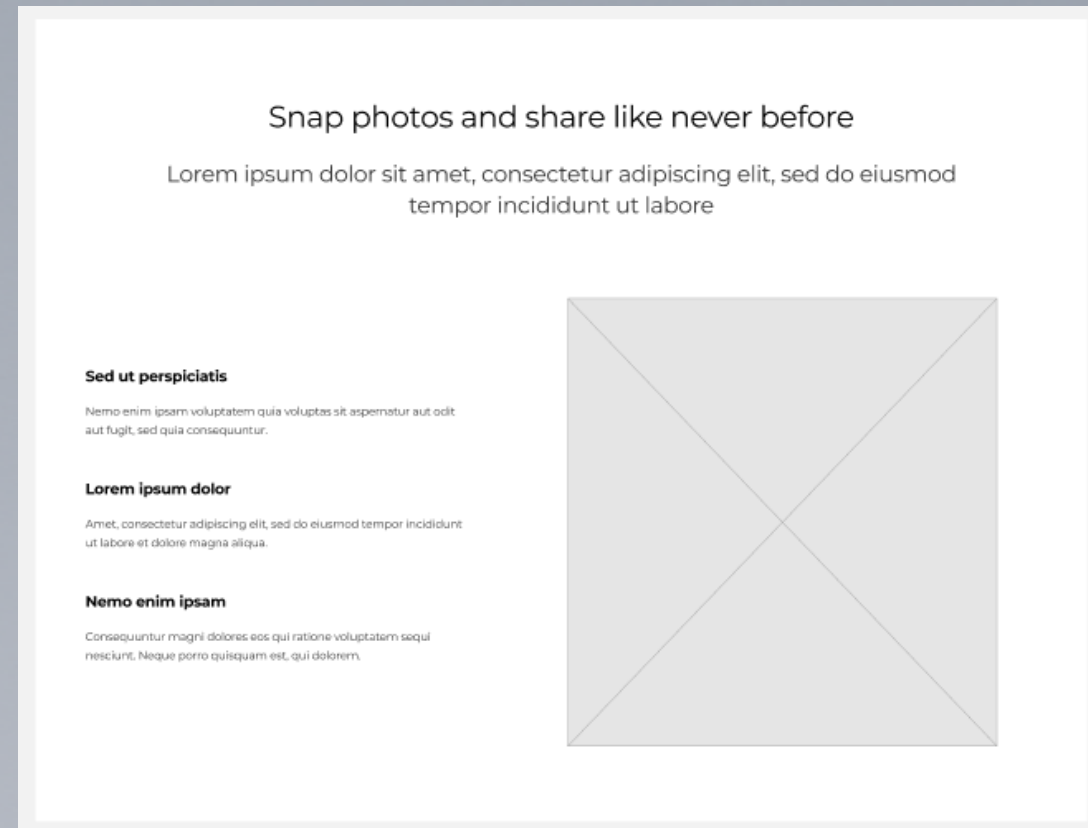 Snap photos and share like never before
Lorem ipsum dolor sit amet, consectetur adipiscing elit, sed do eiusmod
tempor incididunt ut labore
Sed ut perspiciatis
Nemo enim ipsam voluptatem quia voluptas sit aspernatur aut odit
aut fugit, sed quia consequuntur.
Lorem ipsum dolor
Amet, consectetur adipiscing elit, sed do eiusmod tempor incididunt
ut labore et dolore magna aliqua.
Nemo enim ipsam
Consequuntur magni dolores eos qui ratione voluptatem sequi
nesciunt. Neque porro quisquam est, qui dolorem.